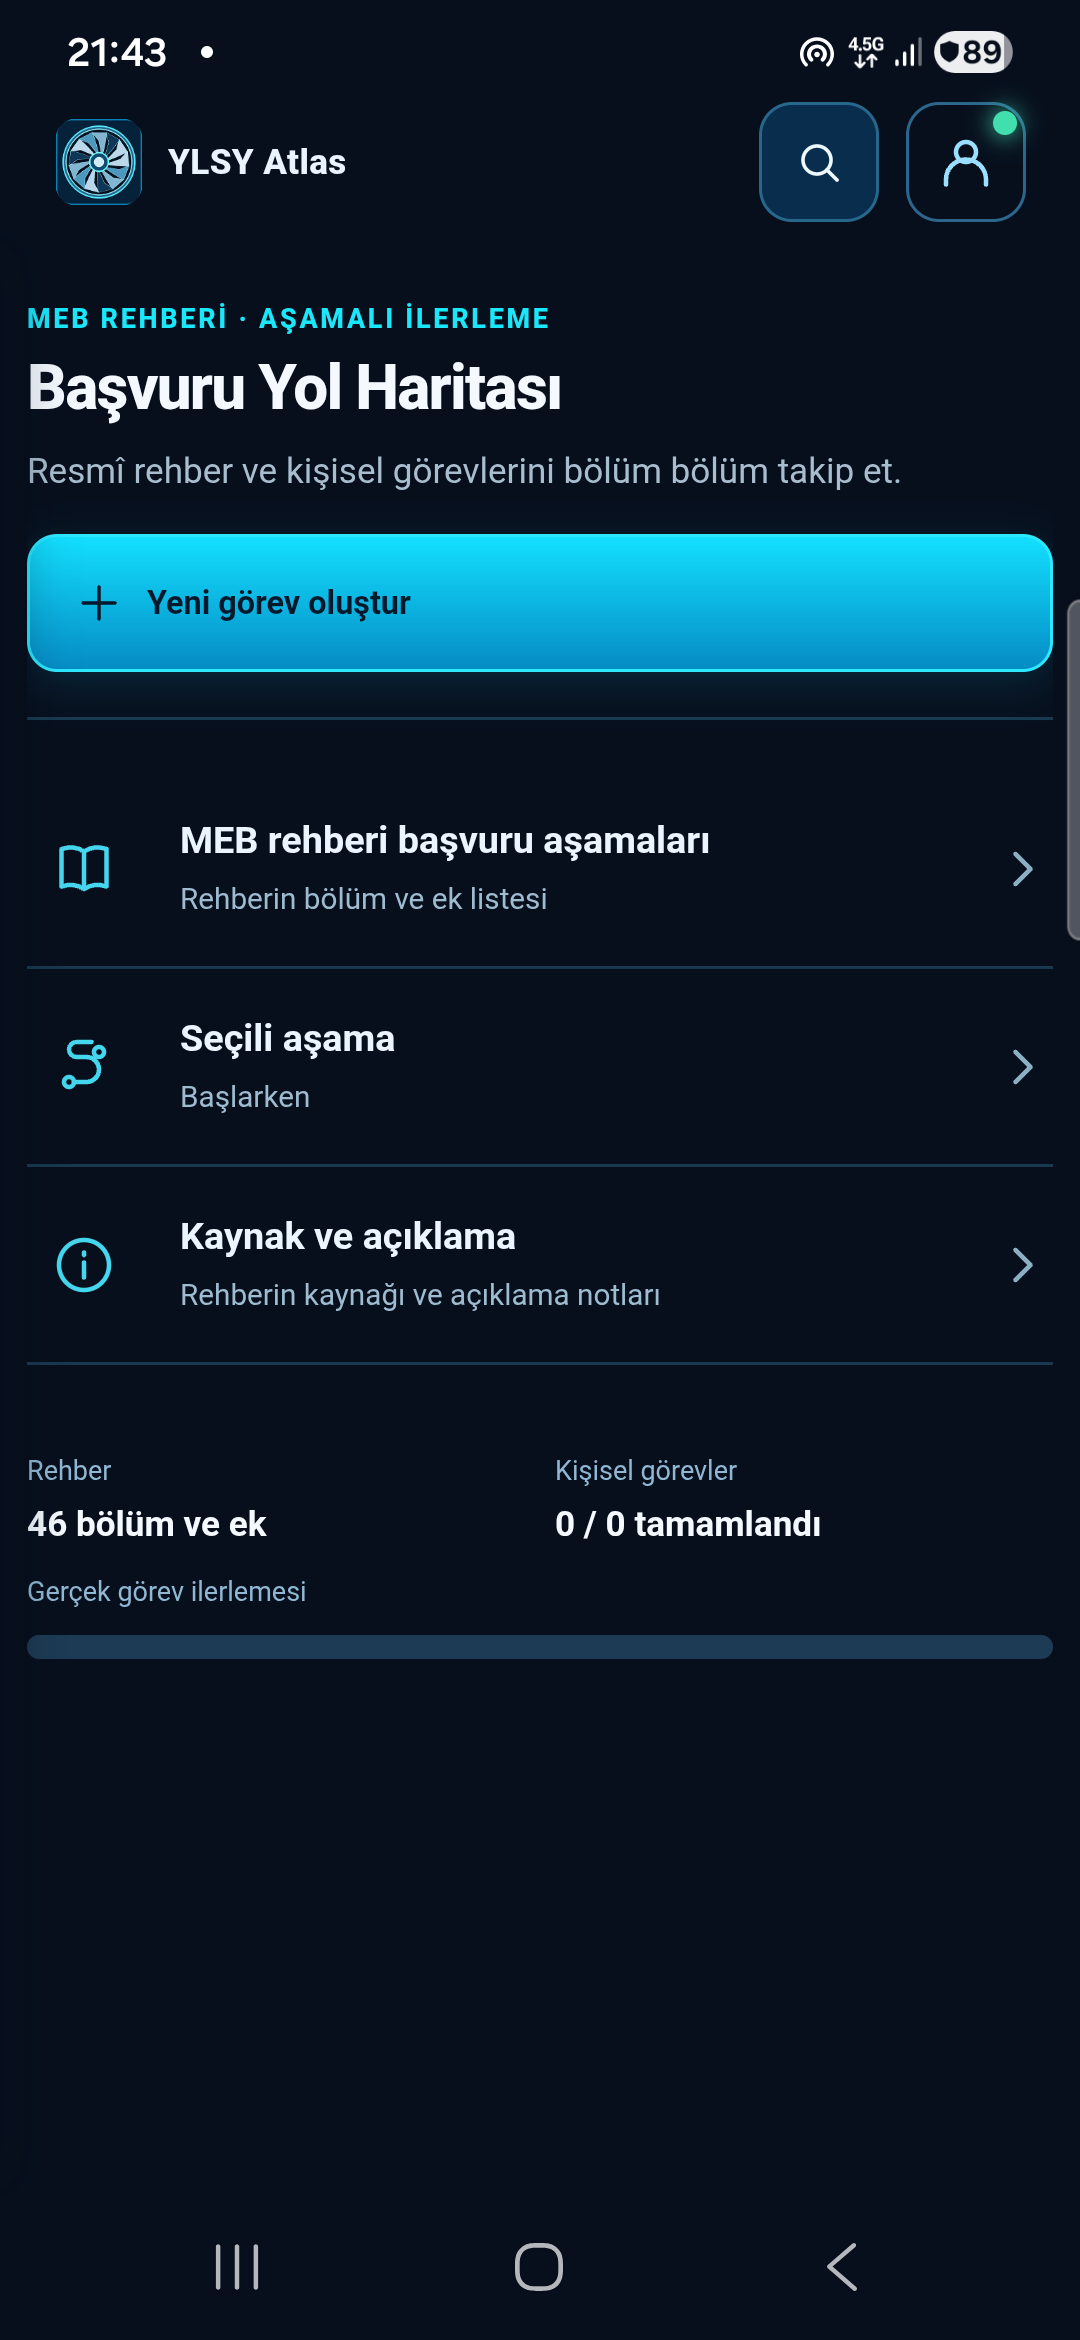 21:43
4.5G
89
YLSY Atlas
MEB REHBERİ · AŞAMALI İLERLEME
Başvuru Yol Haritası
Resmî rehber ve kişisel görevlerini bölüm bölüm takip et.
Yeni görev oluştur
MEB rehberi başvuru aşamaları
Rehberin bölüm ve ek listesi
Seçili aşama
Başlarken
Kaynak ve açıklama
Rehberin kaynağı ve açıklama notları
Rehber
46 bölüm ve ek
Kişisel görevler
0 / 0 tamamlandı
Gerçek görev ilerlemesi